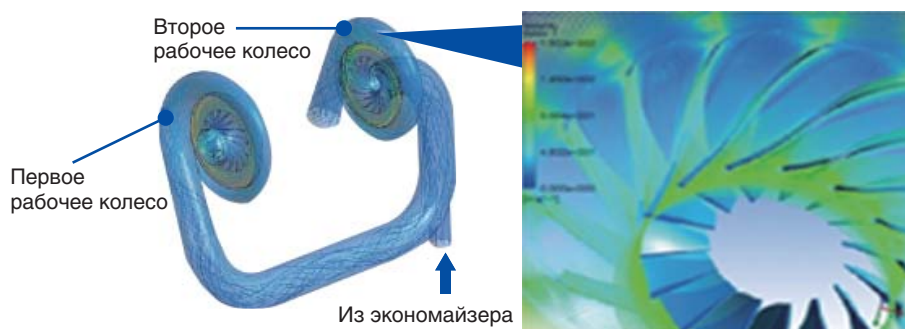 Второе
рабочее колесо
Первое
рабочее колесо
Из экономайзера